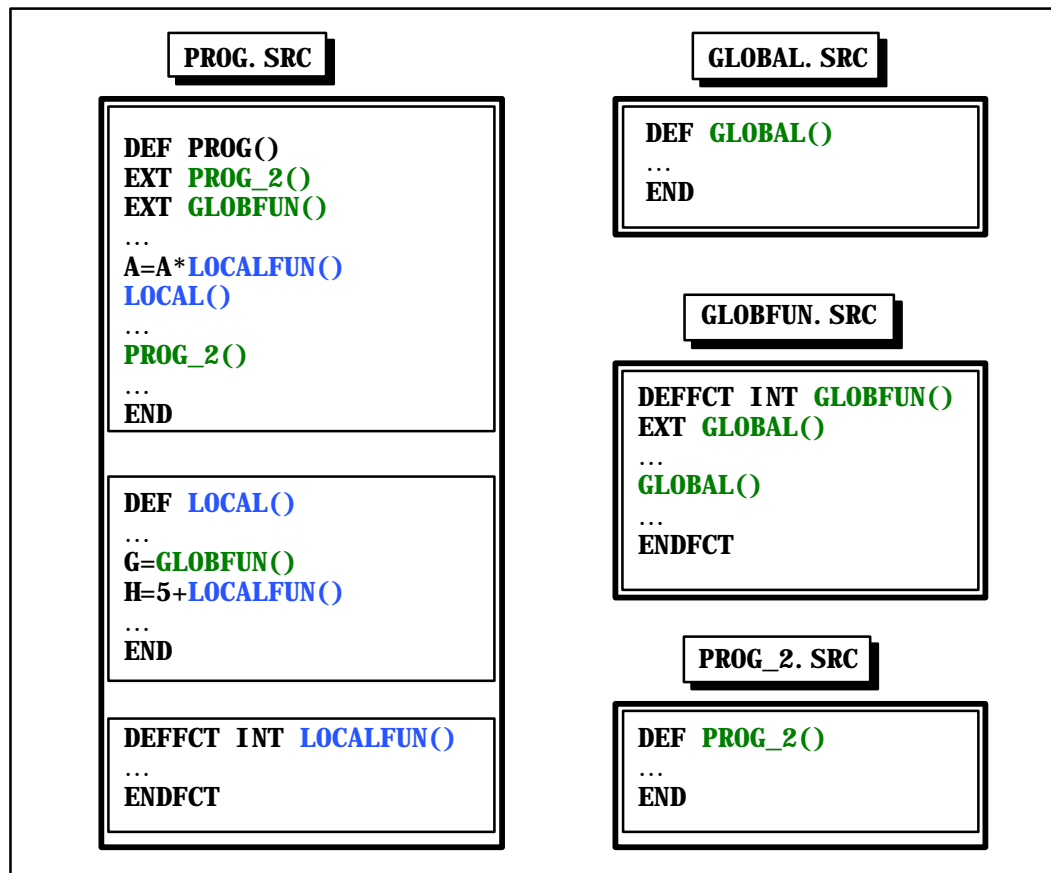 PROG.SRC
DEF PROG()
EXT PROG_2()
EXT GLOBFUN()
...
A=A*LOCALFUN()
LOCAL()
...
PROG_2()
...
END
DEF LOCAL()
...
G=GLOBFUN()
H=5+LOCALFUN()
...
END
DEFFCT INT LOCALFUN()
...
ENDFCT
GLOBAL.SRC
DEF GLOBAL()
...
END
GLOBFUN.SRC
DEFFCT INT GLOBFUN()
EXT GLOBAL()
...
GLOBAL()
...
ENDFCT
PROG_2.SRC
DEF PROG_2()
...
END